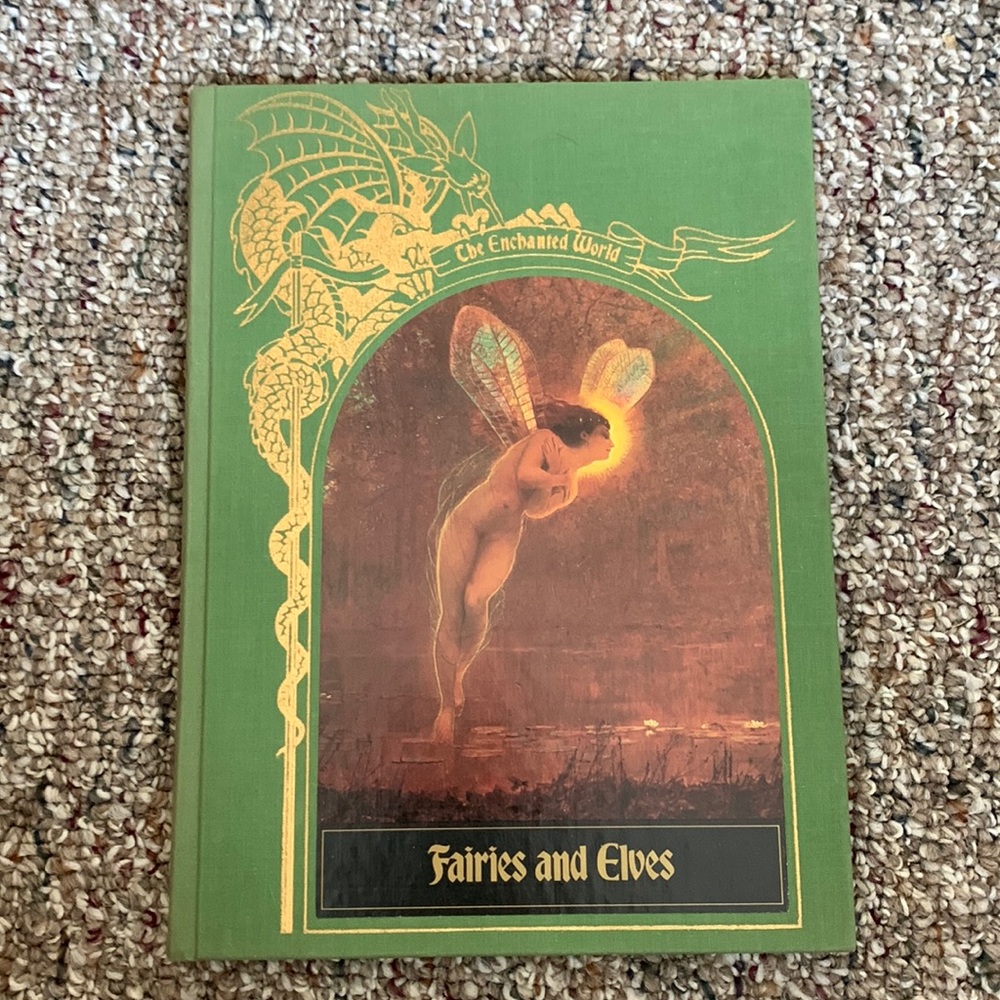 The Enchanted World
Fairies and Elves